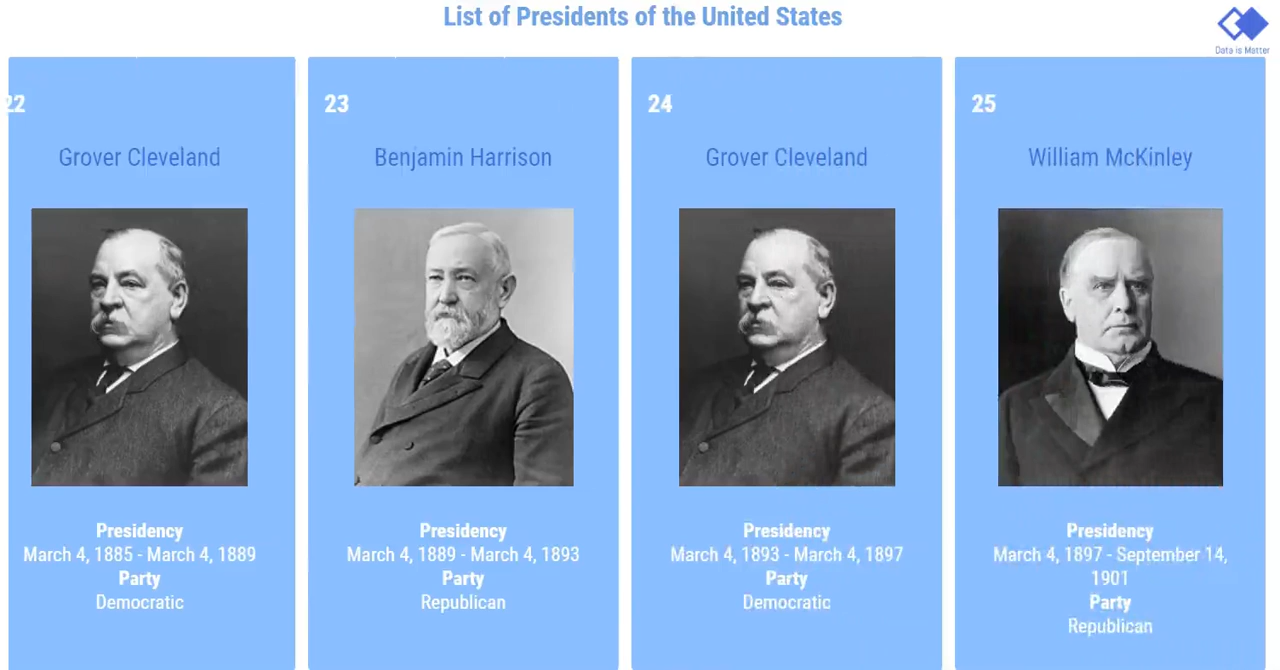 List of Presidents of the United States
Data is Matter
22
Grover Cleveland
Presidency
March 4, 1885 - March 4, 1889
Party
Democratic
23
Benjamin Harrison
Presidency
March 4, 1889 - March 4, 1893
Party
Republican
24
Grover Cleveland
Presidency
March 4, 1893 - March 4, 1897
Party
Democratic
25
William McKinley
Presidency
March 4, 1897 - September 14,
1901
Party
Republican